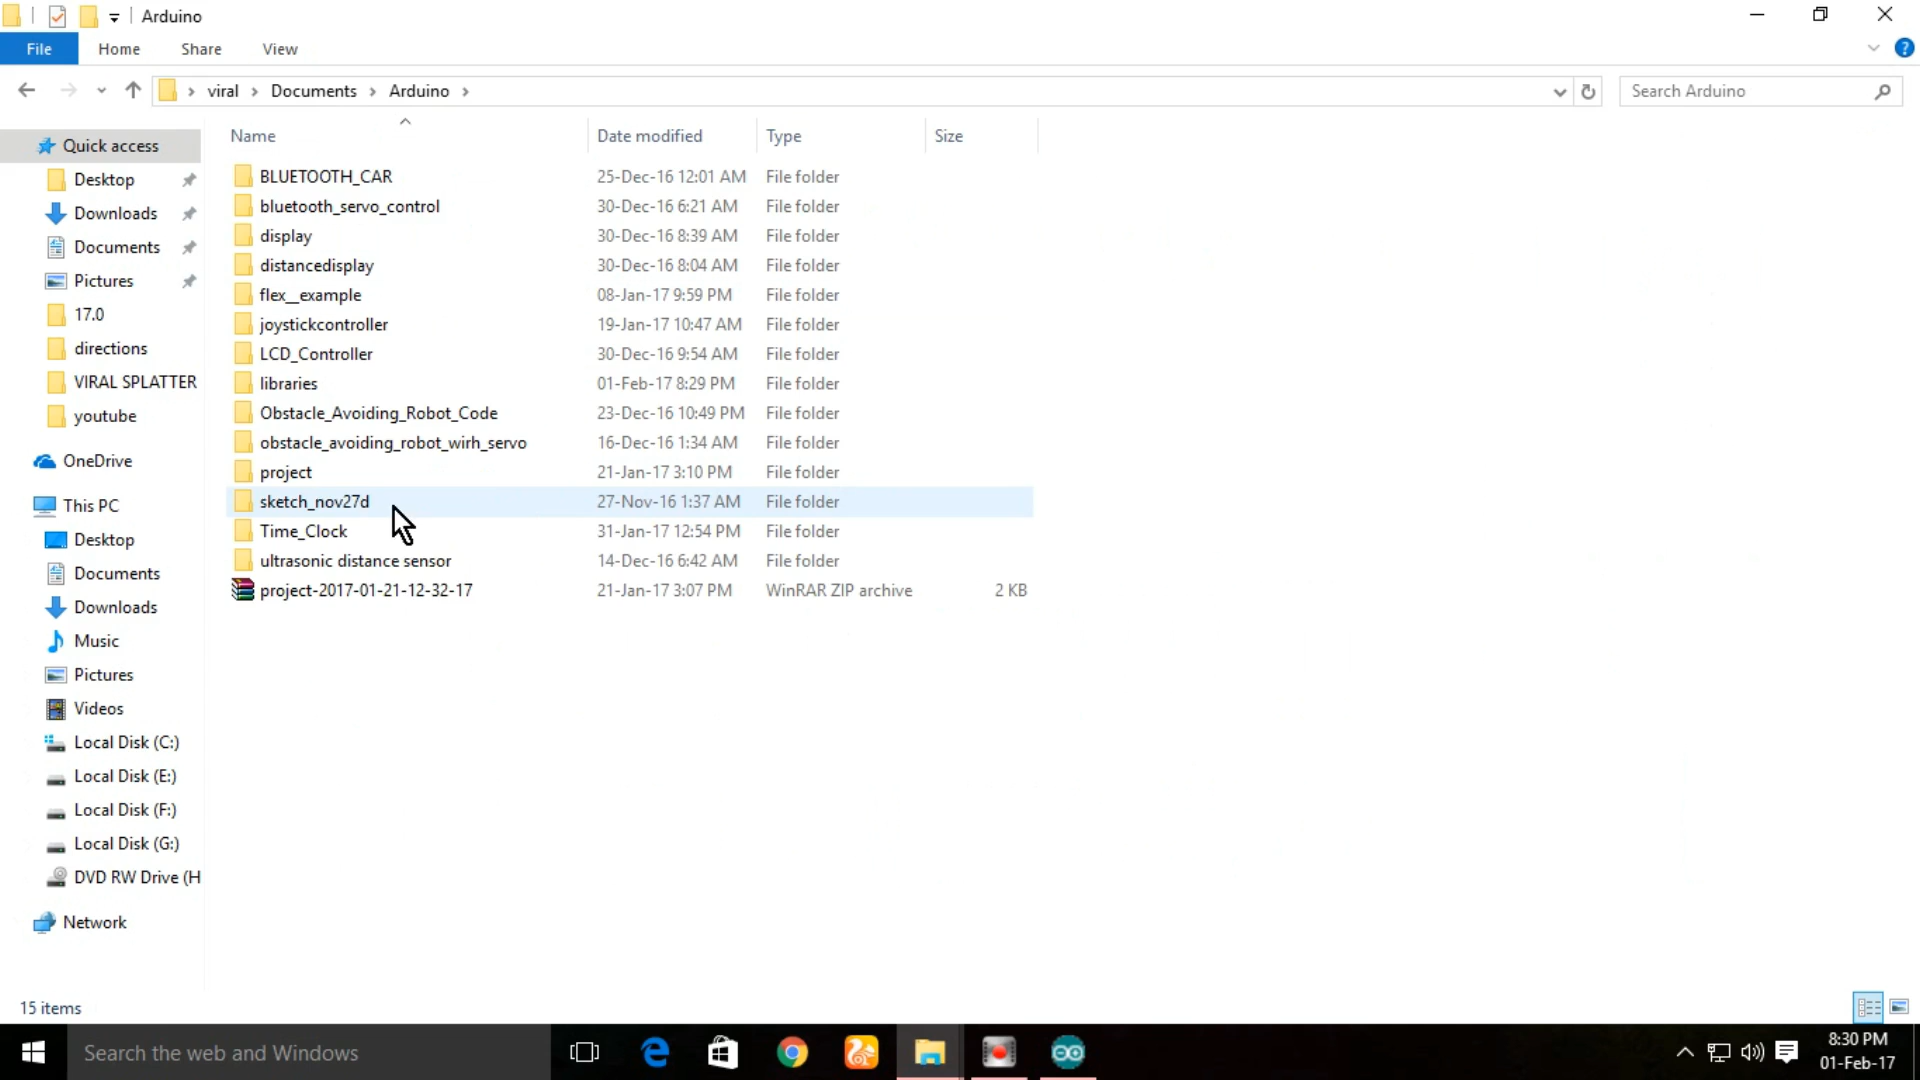 Arduino
File Home Share View
viral Documents Arduino Search Arduino
Name Date modified Type Size
Quick access
Desktop
Downloads
Documents
Pictures
17.0
directions
VIRAL SPLATTER
youtube
OneDrive
This PC
Desktop
Documents
Downloads
Music
Pictures
Videos
Local Disk (C:)
Local Disk (E:)
Local Disk (F:)
Local Disk (G:)
DVD RW Drive (H
Network
BLUETOOTH_CAR 25-Dec-16 12:01 AM File folder
bluetooth_servo_control 30-Dec-16 6:21 AM File folder
display 30-Dec-16 8:39 AM File folder
distancedisplay 30-Dec-16 8:04 AM File folder
flex__example 08-Jan-17 9:59 PM File folder
joystickcontroller 19-Jan-17 10:47 AM File folder
LCD_Controller 30-Dec-16 9:54 AM File folder
libraries 01-Feb-17 8:29 PM File folder
Obstacle_Avoiding_Robot_Code 23-Dec-16 10:49 PM File folder
obstacle_avoiding_robot_wirh_servo 16-Dec-16 1:34 AM File folder
project 21-Jan-17 3:10 PM File folder
sketch_nov27d 27-Nov-16 1:37 AM File folder
Time_Clock 31-Jan-17 12:54 PM File folder
ultrasonic distance sensor 14-Dec-16 6:42 AM File folder
project-2017-01-21-12-32-17 21-Jan-17 3:07 PM WinRAR ZIP archive 2 KB
15 items
Search the web and Windows
8:30 PM
01-Feb-17